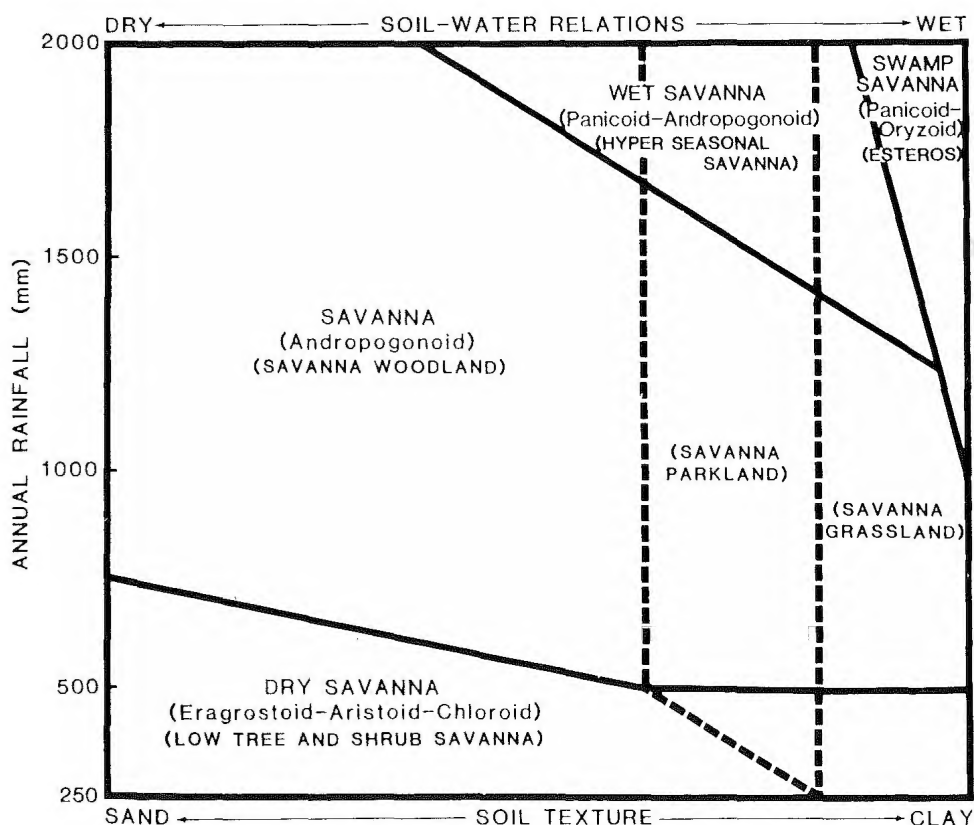 DRY ← SOIL-WATER RELATIONS → WET
2000
1500
1000
500
250
ANNUAL RAINFALL (mm)
SWAMP
SAVANNA
(Panicoid-
Oryzoid)
(ESTEROS)
WET SAVANNA
(Panicoid-Andropogonoid)
(HYPER SEASONAL
SAVANNA)
SAVANNA
(Andropogonoid)
(SAVANNA WOODLAND)
(SAVANNA
PARKLAND)
(SAVANNA
GRASSLAND)
DRY SAVANNA
(Eragrostoid-Aristoid-Chloroid)
(LOW TREE AND SHRUB SAVANNA)
SAND ← SOIL TEXTURE → CLAY